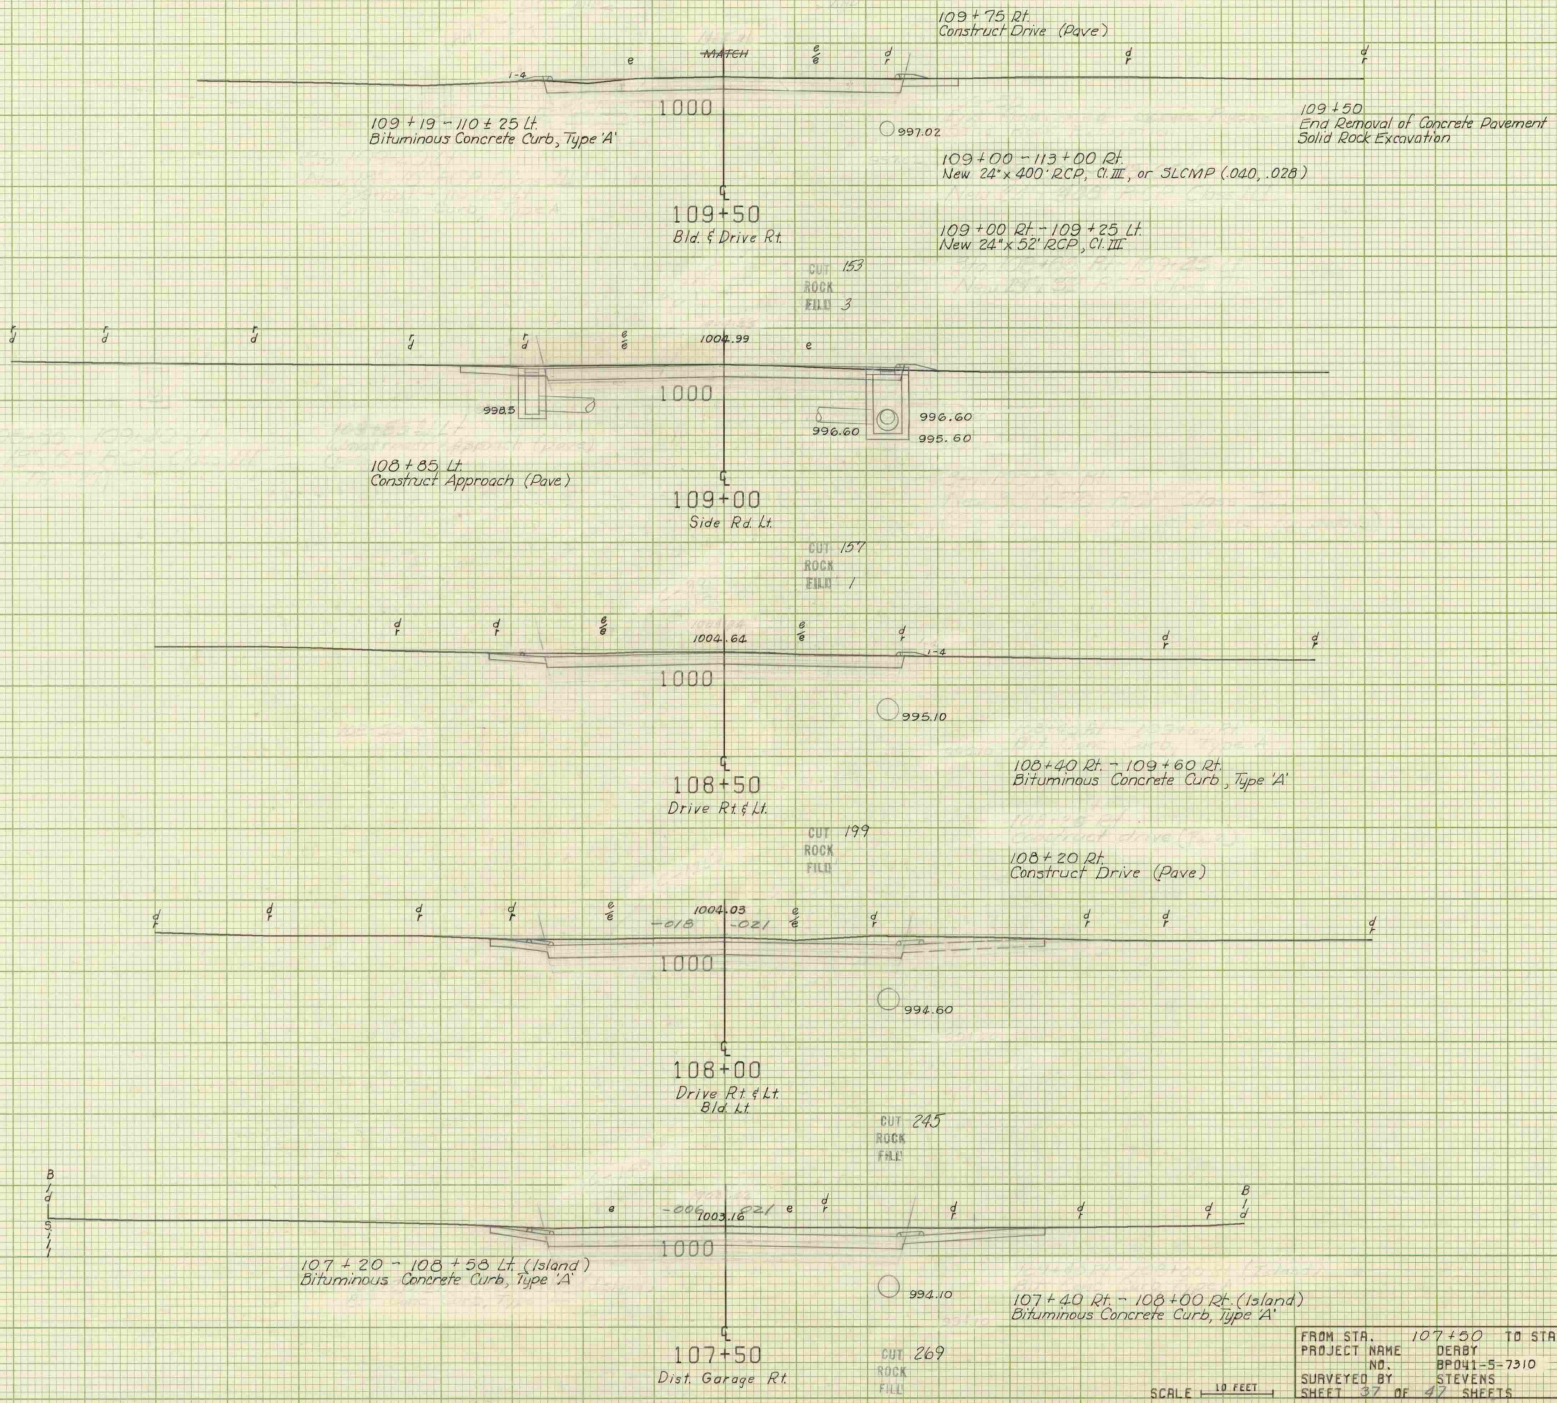 109 + 75 Rt.
Construct Drive (Pave)
MATCH
e
e/e
d/r
d/r
d/r
1-4
1000
997.02
109 + 19 - 110 ± 25 Lt.
Bituminous Concrete Curb, Type 'A'
109 + 50
End Removal of Concrete Pavement
Solid Rock Excavation
109 + 00 - 113 + 00 Rt.
New 24" x 400' RCP, Cl. III, or SLCMP (.040, .028)
℄
109+50
Bld. & Drive Rt.
109 + 00 Rt. - 109 + 25 Lt.
New 24" x 52' RCP, Cl. III
CUT 153
ROCK
FILL 3
r/d
r/d
r/d
r/d
r/d
e/e
1004.99
e
1000
998.5
996.60
996.60
995.60
108 + 85 Lt.
Construct Approach (Pave)
℄
109+00
Side Rd. Lt.
CUT 157
ROCK
FILL 1
d/r
d/r
e/e
1004.64
e/e
d/r
d/r
d/r
1-4
1000
995.10
℄
108+50
Drive Rt. & Lt.
108+40 Rt. - 109 + 60 Rt.
Bituminous Concrete Curb, Type 'A'
CUT 199
ROCK
FILL
108 + 20 Rt.
Construct Drive (Pave)
d/r
d/r
d/r
d/r
e/e
1004.03
-018 -021
e/e
d/r
d/r
d/r
d/r
1000
994.60
℄
108+00
Drive Rt. & Lt.
Bld. Lt.
CUT 245
ROCK
FILL
Bld
Sill
e
-006 021
1003.16
e
d/r
d/r
d/r
d/r
Bld
1000
107 + 20 - 108 + 58 Lt. (Island)
Bituminous Concrete Curb, Type 'A'
994.10
107 + 40 Rt. - 108 + 00 Rt. (Island)
Bituminous Concrete Curb, Type 'A'
℄
107+50
Dist. Garage Rt.
CUT 269
ROCK
FILL
SCALE 10 FEET
FROM STA. 107+50 TO STA
PROJECT NAME DERBY
NO. BP041-5-7310
SURVEYED BY STEVENS
SHEET 37 OF 47 SHEETS